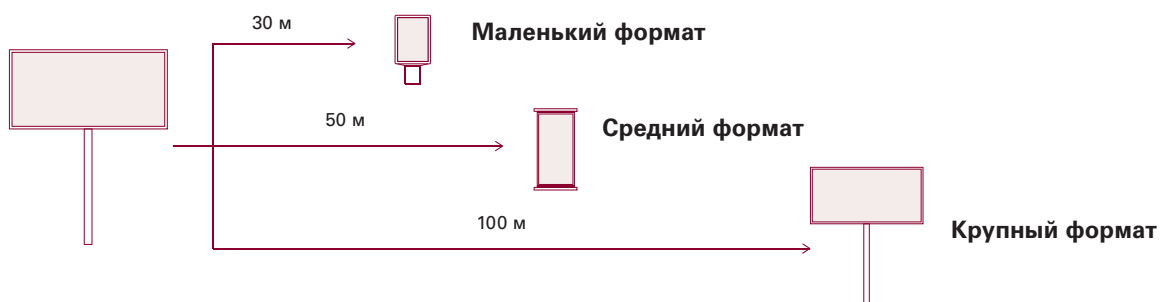 30 м
Маленький формат
50 м
Средний формат
100 м
Крупный формат